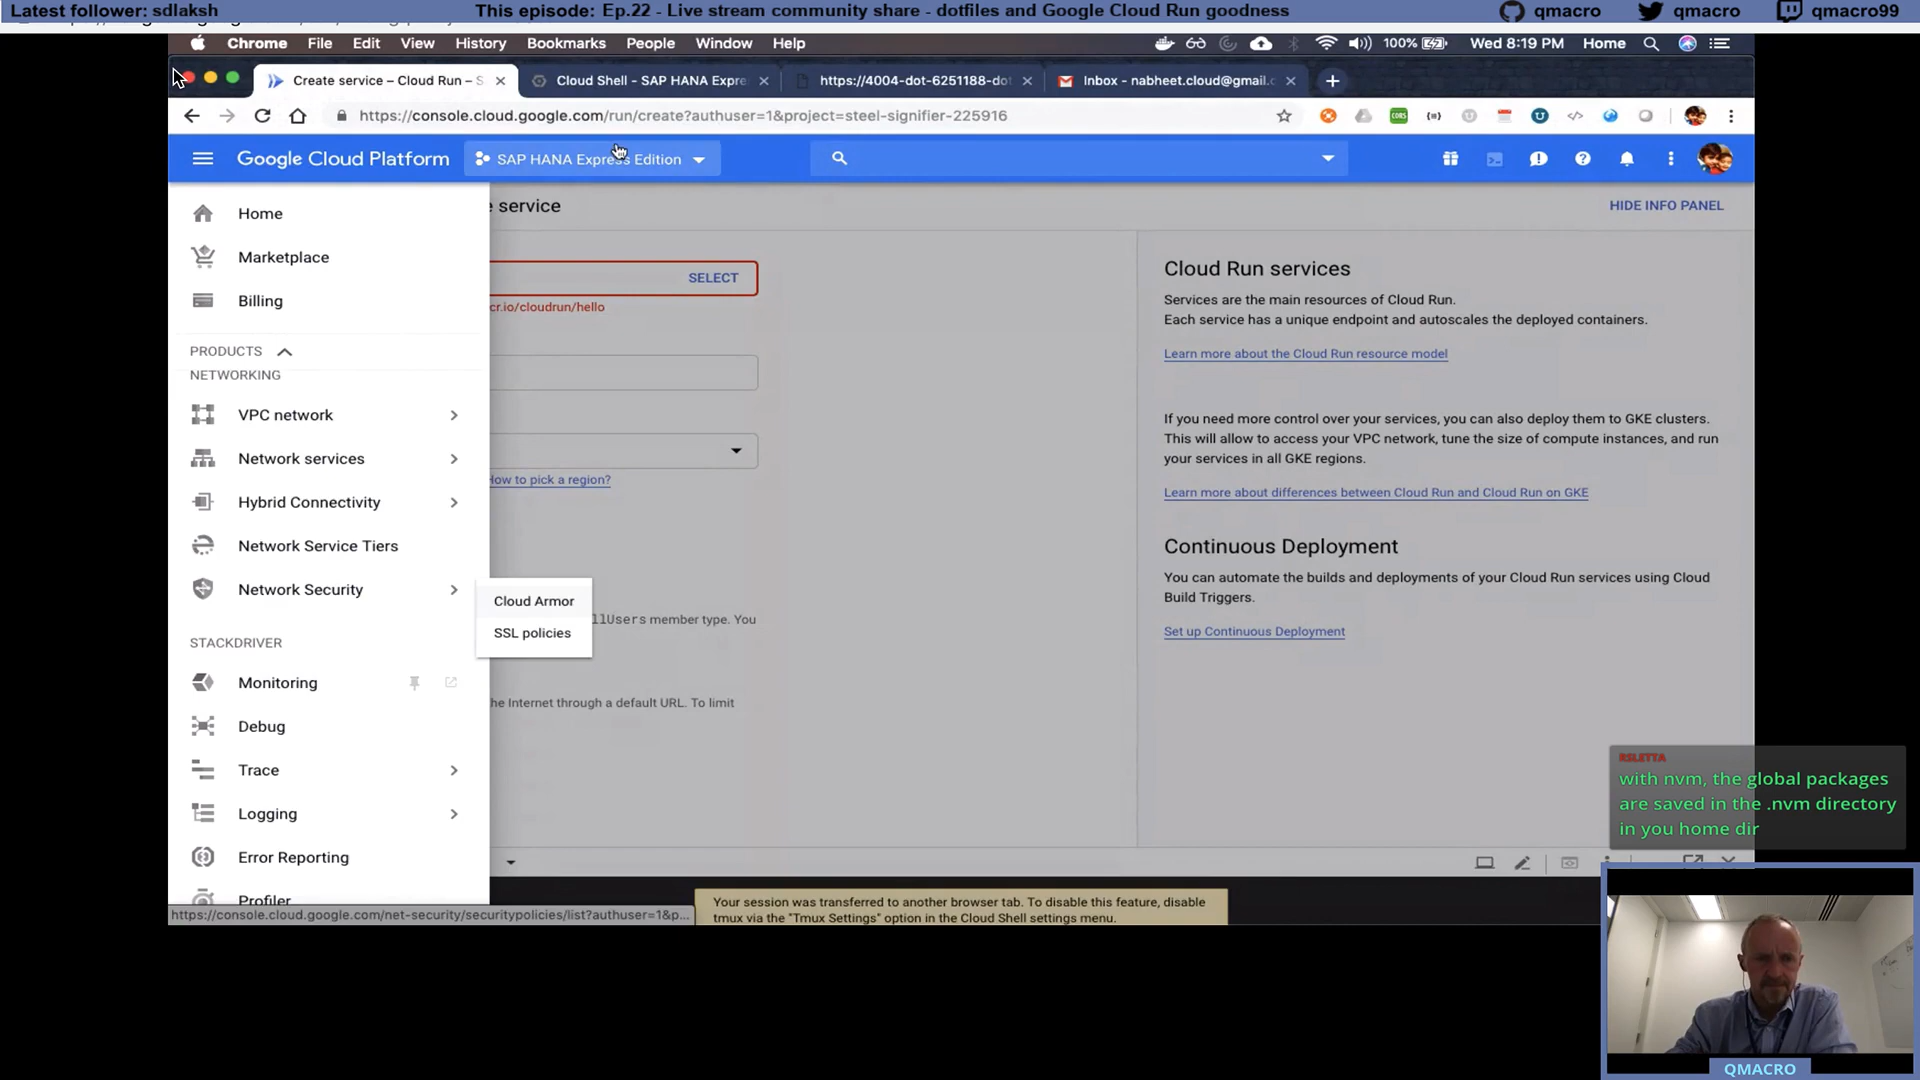 Latest follower: sdlaksh
This episode: Ep.22 - Live stream community share - dotfiles and Google Cloud Run goodness
qmacro
qmacro
qmacro99
Chrome File Edit View History Bookmarks People Window Help
100%
Wed 8:19 PM Home
Create service – Cloud Run – S
Cloud Shell - SAP HANA Expre
https://4004-dot-6251188-dot
Inbox - nabheet.cloud@gmail.c
https://console.cloud.google.com/run/create?authuser=1&project=steel-signifier-225916
CORS
Google Cloud Platform
SAP HANA Express Edition
e service
HIDE INFO PANEL
Home
Marketplace
Billing
PRODUCTS
NETWORKING
VPC network
Network services
Hybrid Connectivity
Network Service Tiers
Network Security
Cloud Armor
SSL policies
STACKDRIVER
Monitoring
Debug
Trace
Logging
Error Reporting
Profiler
SELECT
cr.io/cloudrun/hello
How to pick a region?
llUsers member type. You
he Internet through a default URL. To limit
Cloud Run services
Services are the main resources of Cloud Run.
Each service has a unique endpoint and autoscales the deployed containers.
Learn more about the Cloud Run resource model
If you need more control over your services, you can also deploy them to GKE clusters.
This will allow to access your VPC network, tune the size of compute instances, and run
your services in all GKE regions.
Learn more about differences between Cloud Run and Cloud Run on GKE
Continuous Deployment
You can automate the builds and deployments of your Cloud Run services using Cloud
Build Triggers.
Set up Continuous Deployment
RSLETTA
with nvm, the global packages
are saved in the .nvm directory
in you home dir
https://console.cloud.google.com/net-security/securitypolicies/list?authuser=1&p...
Your session was transferred to another browser tab. To disable this feature, disable
tmux via the "Tmux Settings" option in the Cloud Shell settings menu.
QMACRO